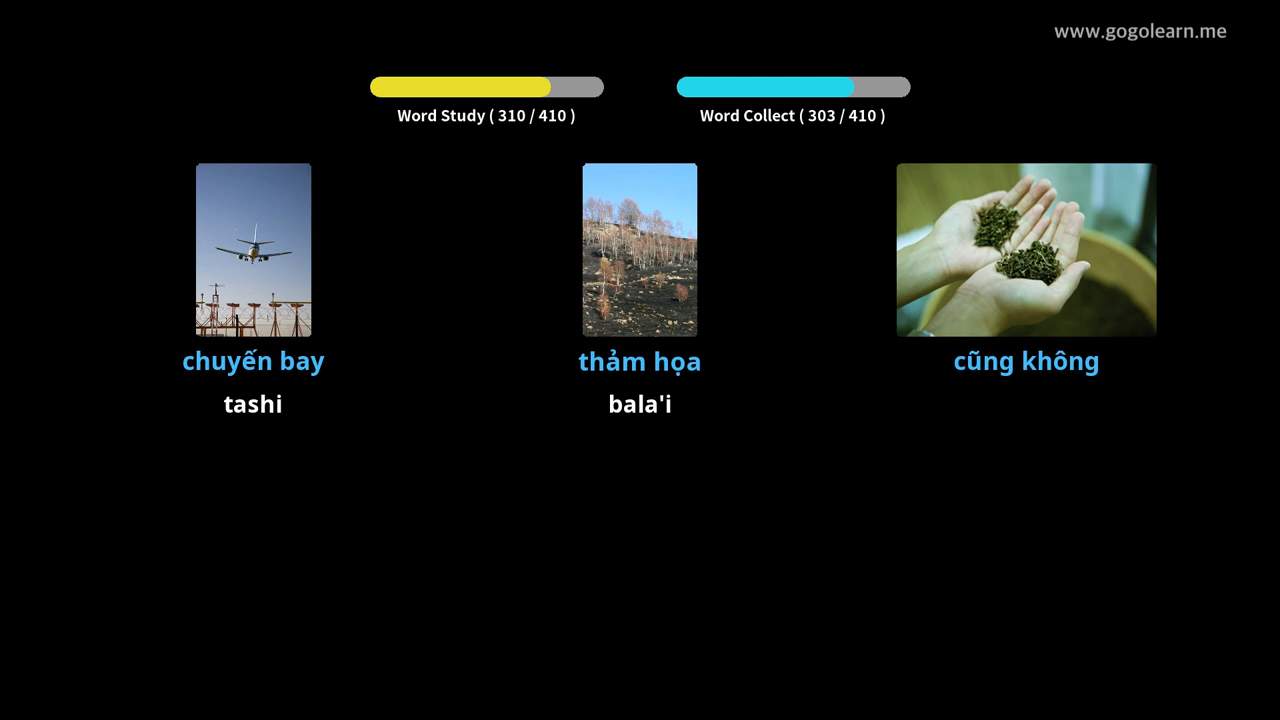 www.gogolearn.me
Word Study ( 310 / 410 )
Word Collect ( 303 / 410 )
chuyến bay
thảm họa
cũng không
tashi
bala'i